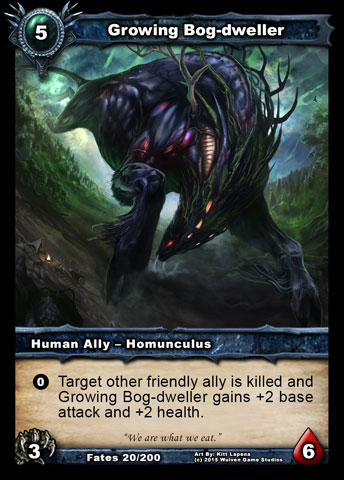 5
Growing Bog-dweller
Human Ally – Homunculus
0 Target other friendly ally is killed and
Growing Bog-dweller gains +2 base
attack and +2 health.
"We are what we eat."
3
Fates 20/200
Art By: Kitt Lapena
(c) 2015 Wulven Game Studios
6